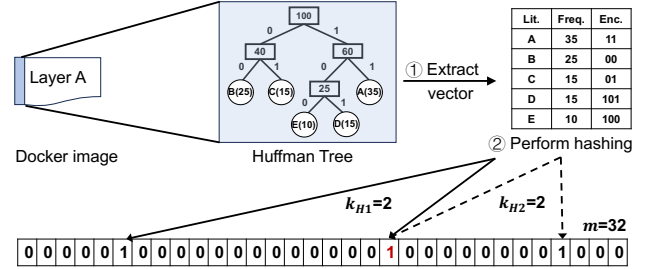 100
0 1
40 60
0 1 0 1
B(25) C(15) 25 A(35)
0 1
E(10) D(15)
Layer A
Docker image
Huffman Tree
① Extract
vector
Lit. Freq. Enc.
A 35 11
B 25 00
C 15 01
D 15 101
E 10 100
② Perform hashing
k_H1=2
k_H2=2
m=32
0 0 0 0 0 1 0 0 0 0 0 0 0 0 0 0 0 0 0 1 0 0 0 0 0 0 0 0 1 0 0 0